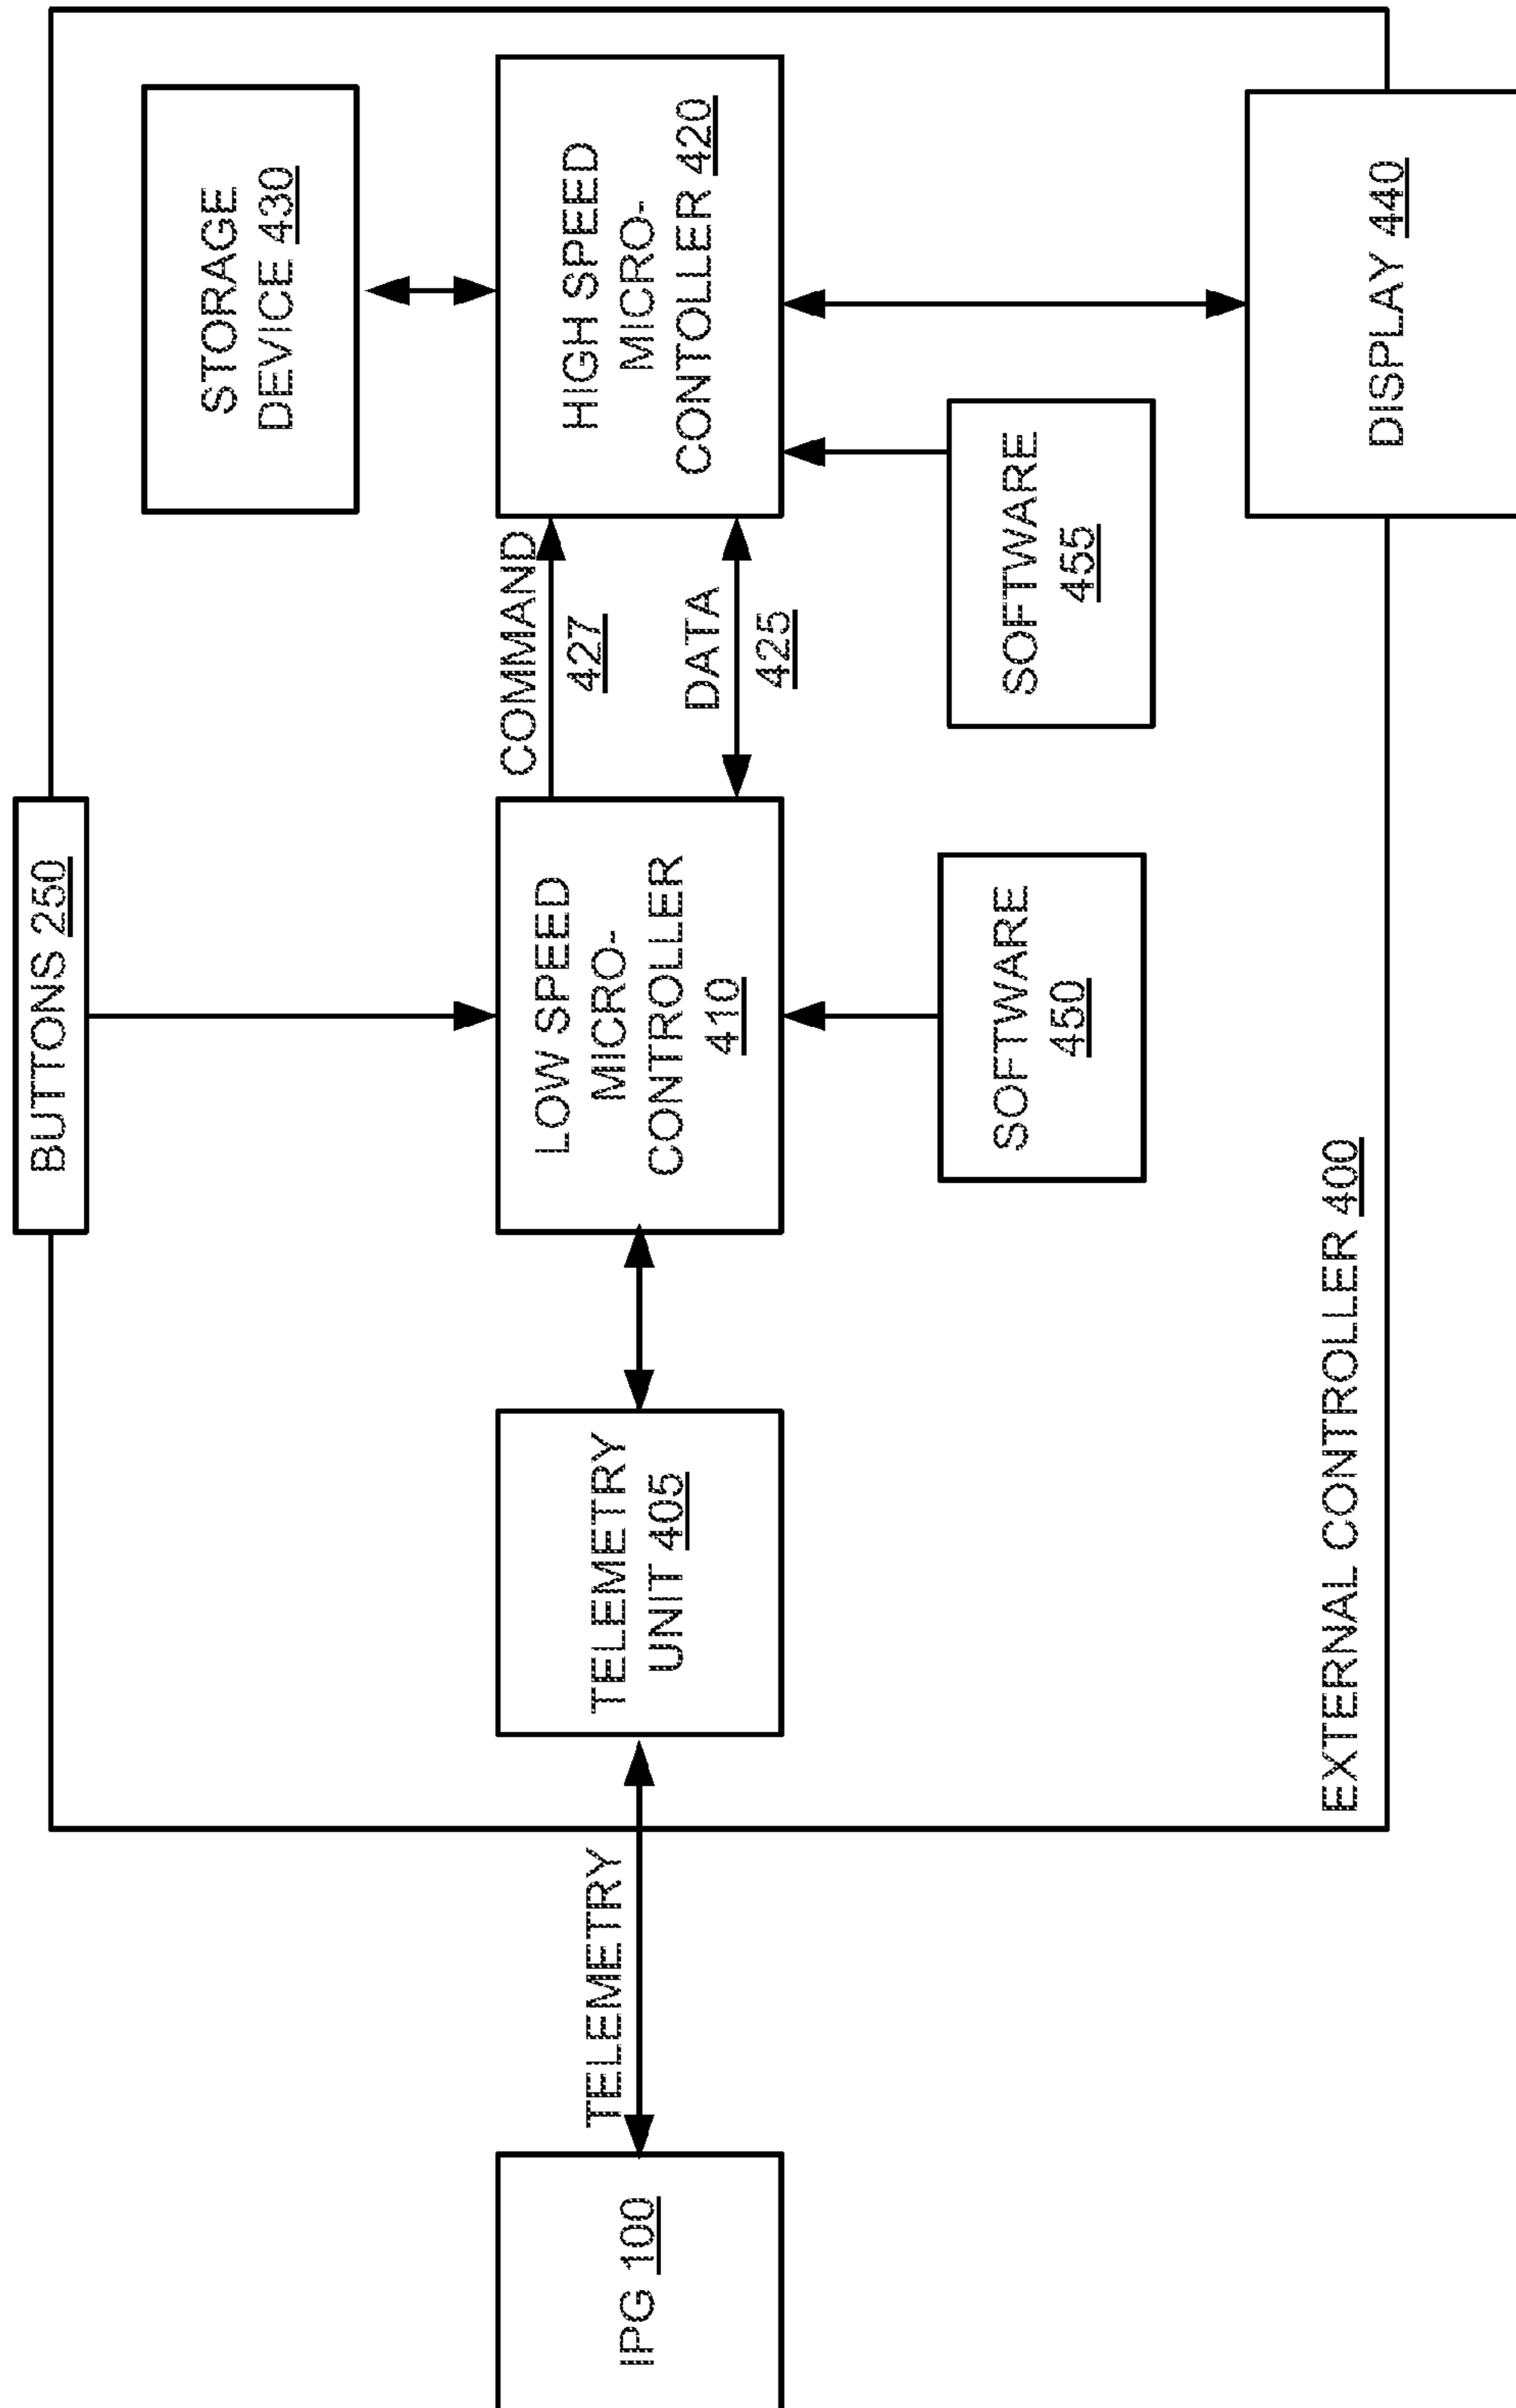 BUTTONS 250
STORAGE
DEVICE 430
IPG 100
TELEMETRY
TELEMETRY
UNIT 405
LOW SPEED
MICRO-
CONTROLLER
410
COMMAND
427
DATA
425
HIGH SPEED
MICRO-
CONTOLLER 420
SOFTWARE
450
SOFTWARE
455
EXTERNAL CONTROLLER 400
DISPLAY 440